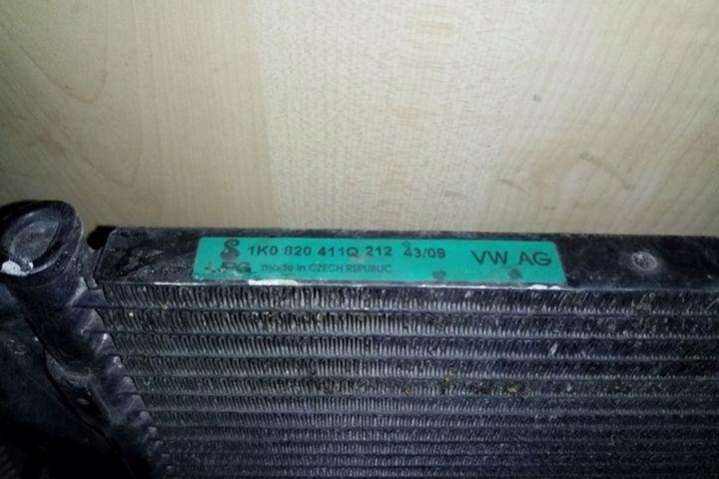 1K0 820 411Q 212 43/09 VW AG
made in CZECH REPUBLIC